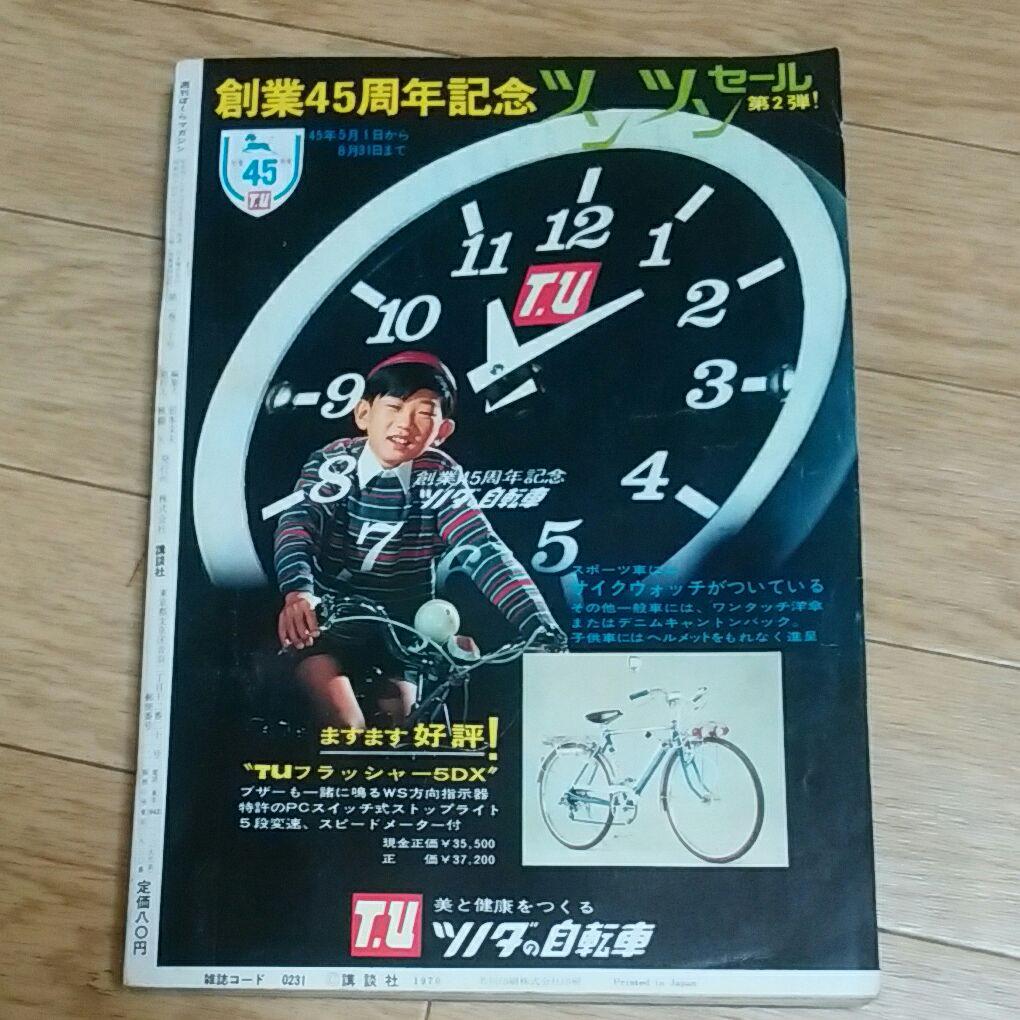 創業45周年記念 ツンツン セール 第2弾!
45年5月1日から
8月31日まで
45
T.U
12
11
1
T.U
10
2
9
3
8
4
7
5
6
創業45周年記念
ツノダの自転車
スポーツ車に
サイクウォッチがついている
その他一般車には、ワンタッチ洋傘
またはデニムキャントンバック。
子供車にはヘルメットをもれなく進呈
ますます好評!
"TUフラッシャー5DX"
ブザーも一緒に鳴るWS方向指示器
特許のPCスイッチ式ストップライト
5段変速、スピードメーター付
現金正価¥35,500
正 価¥37,200
T.U
美と健康をつくる
ツノダの自転車
雑誌コード 0231 Ⓒ講談社 1970 Printed in Japan
週刊ぼくらマガジン
株式会社 講談社
定価八〇円